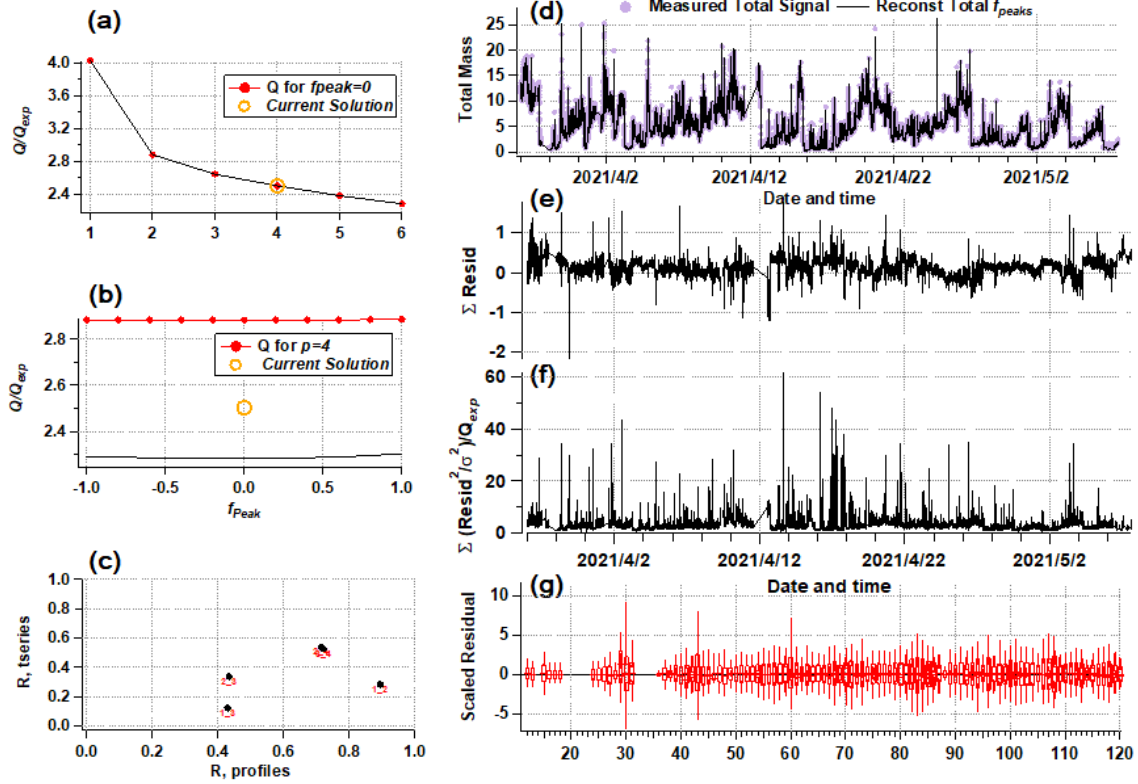 (a)
4.0
3.6
3.2
2.8
2.4
Q/Qexp
Q for fpeak=0
Current Solution
1 2 3 4 5 6
(b)
2.8
2.6
2.4
Q/Qexp
Q for p=4
Current Solution
-1.0 -0.5 0.0 0.5 1.0
fPeak
(c)
1.0
0.8
0.6
0.4
0.2
0.0
R, tseries
0.0 0.2 0.4 0.6 0.8 1.0
R, profiles
(d)
Measured Total Signal
Reconst Total fpeaks
25
20
15
10
5
0
Total Mass
2021/4/2 2021/4/12 2021/4/22 2021/5/2
Date and time
(e)
1
0
-1
-2
Σ Resid
(f)
60
40
20
0
Σ (Resid²/σ²)/Qexp
2021/4/2 2021/4/12 2021/4/22 2021/5/2
Date and time
(g)
10
5
0
-5
Scaled Residual
20 30 40 50 60 70 80 90 100 110 120